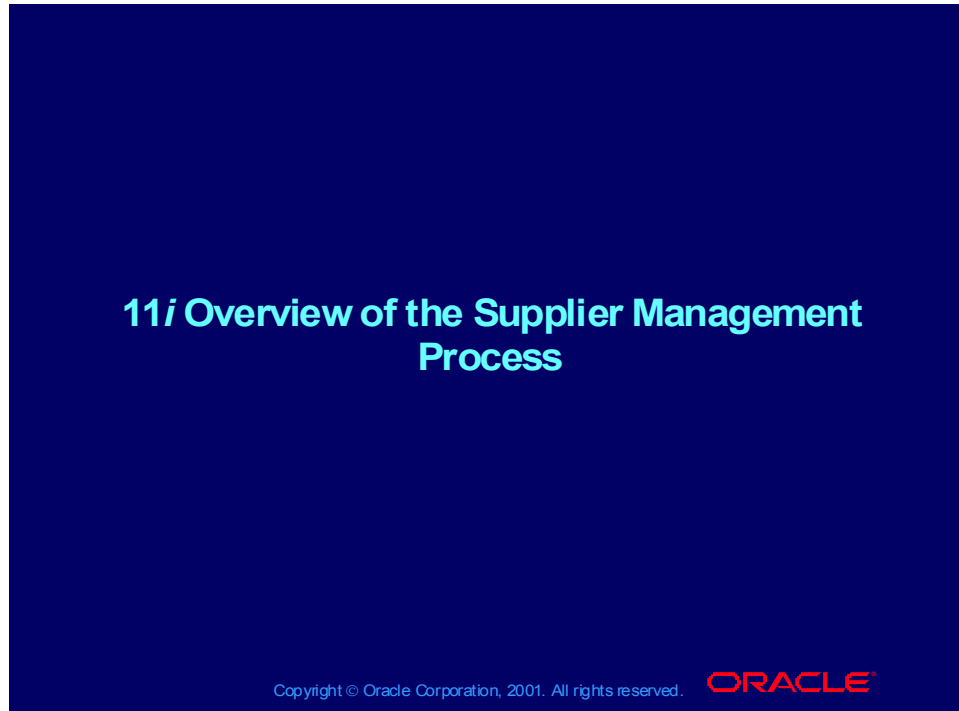 11i Overview of the Supplier Management
Process
Copyright © Oracle Corporation, 2001. All rights reserved.
ORACLE®